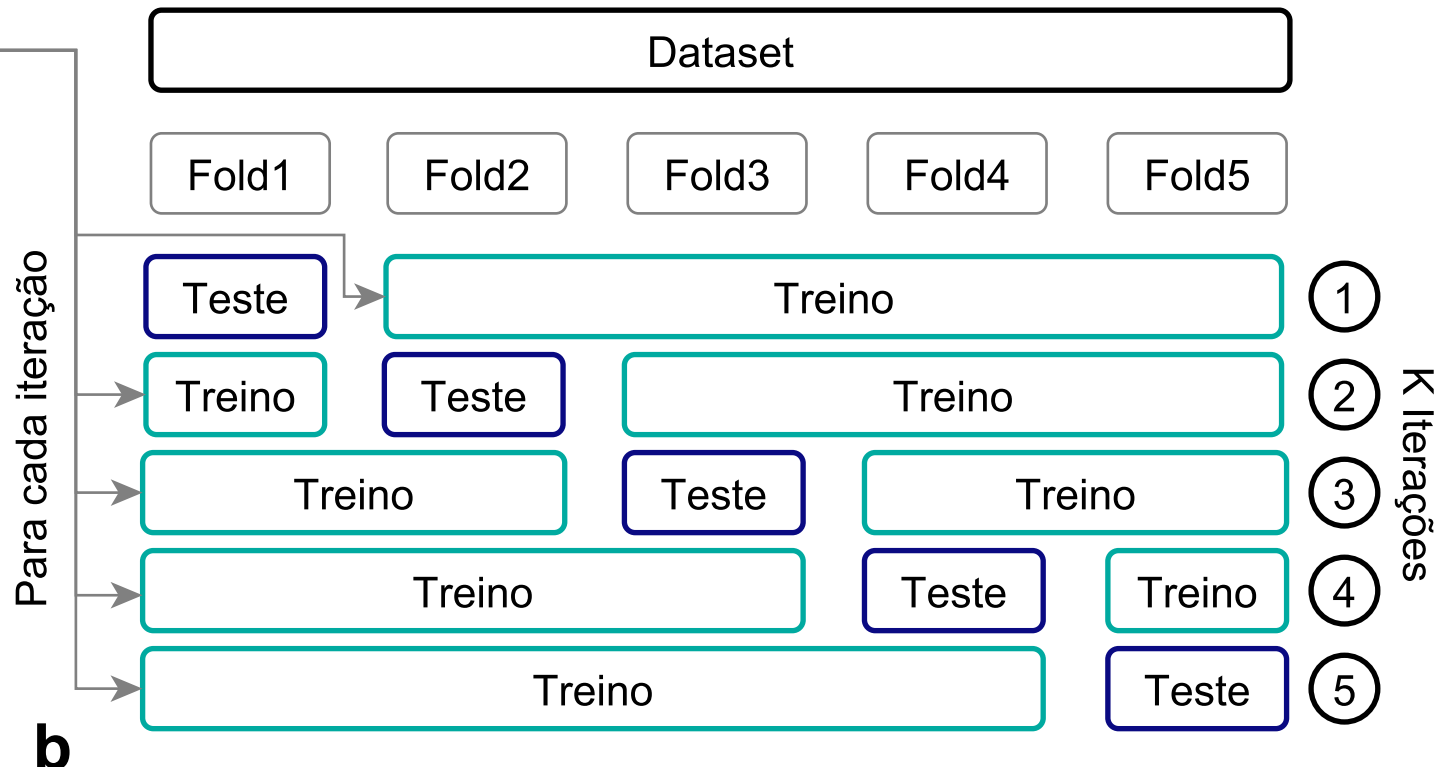 Dataset
Fold1 Fold2 Fold3 Fold4 Fold5
Para cada iteração
Teste Treino 1
Treino Teste Treino 2
Treino Teste Treino 3
Treino Teste Treino 4
Treino Teste 5
K Iterações
b